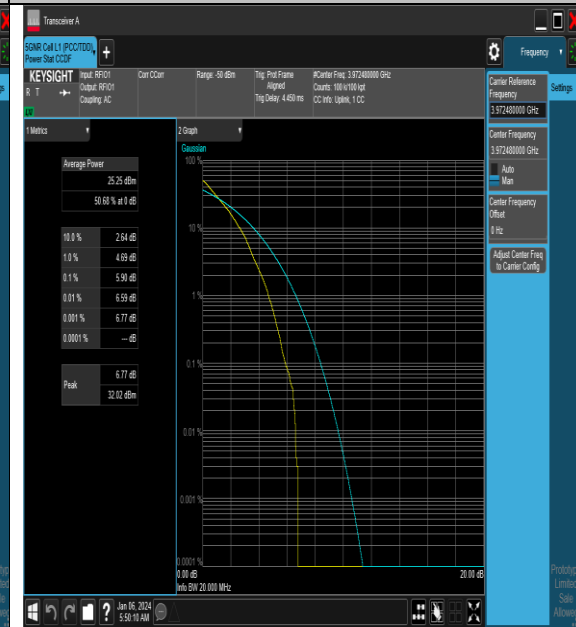 Transceiver A
5GNR Cell L1 (PCC/TDD),
Power Stat CCDF
Frequency
KEYSIGHT
R T
Input: RFIO1
Output: RFIO1
Coupling: AC
Corr CCorr
Range: -50 dBm
Trig: Prot Frame
Aligned
Trig Delay: 4.450 ms
#Center Freq: 3.972480000 GHz
Counts: 100 k/100 kpt
CC Info: Uplink, 1 CC
1 Metrics
2 Graph
Average Power
25.25 dBm
50.68 % at 0 dB
10.0 % 2.64 dB
1.0 % 4.69 dB
0.1 % 5.90 dB
0.01 % 6.59 dB
0.001 % 6.77 dB
0.0001 % --- dB
Peak
6.77 dB
32.02 dBm
Gaussian
100 %
10 %
1 %
0.1 %
0.01 %
0.001 %
0.0001 %
0.00 dB
20.00 dB
Info BW 20.000 MHz
Carrier Reference
Frequency
3.972480000 GHz
Center Frequency
3.972480000 GHz
Auto
Man
Center Frequency
Offset
0 Hz
Adjust Center Freq
to Carrier Config
Settings
Jan 06, 2024
5:50:10 AM